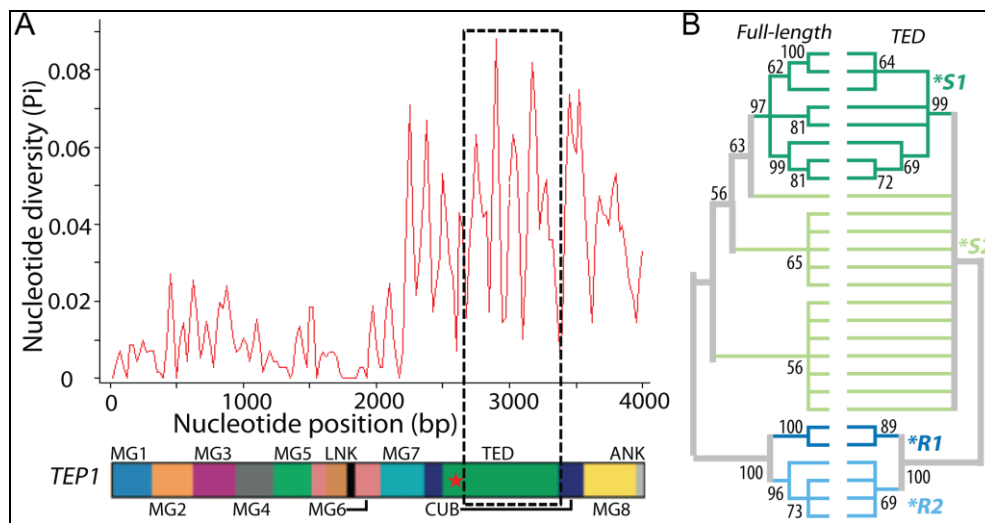 A
Nucleotide diversity (Pi)
0.08
0.06
0.04
0.02
0
0 1000 2000 3000 4000
Nucleotide position (bp)
MG1 MG3 MG5 LNK MG7 TED ANK
TEP1
MG2 MG4 MG6 CUB MG8
B
Full-length TED
100
62
64
*S1
97
99
81
63
99
69
81
72
56
*S2
65
56
100
89
*R1
100
100
96
69
*R2
73